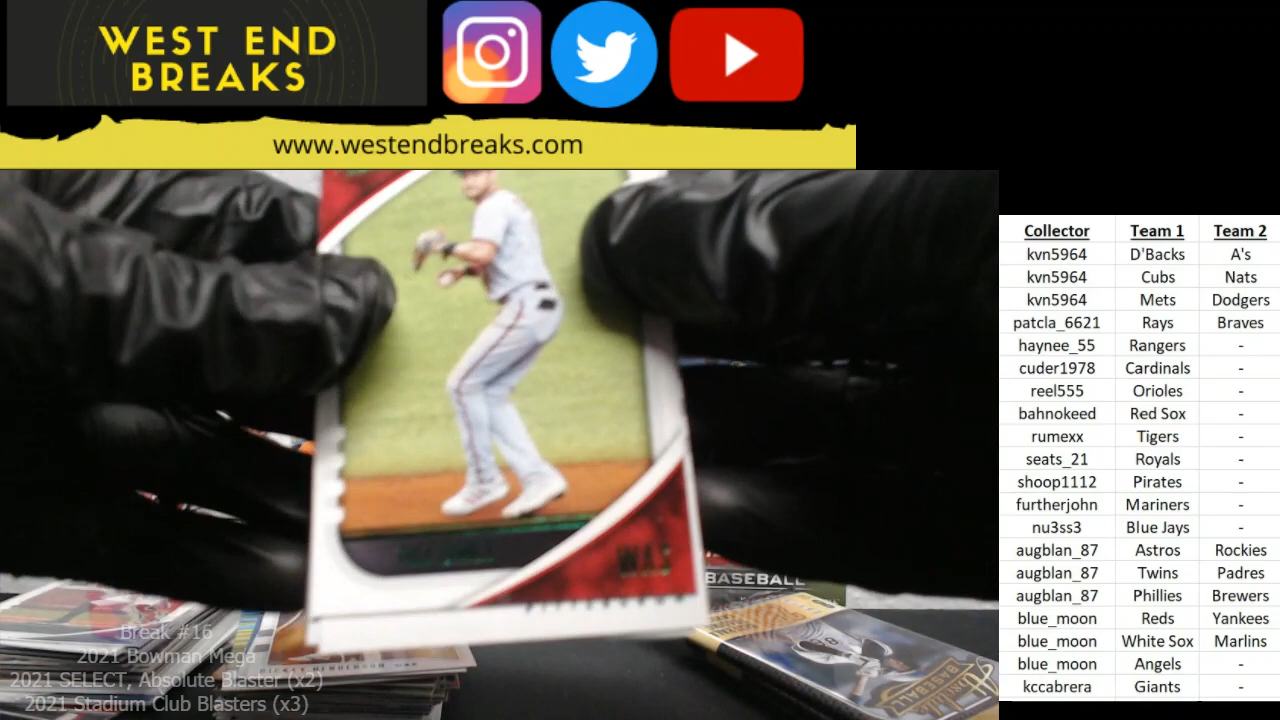 WEST END
BREAKS
www.westendbreaks.com
Collector Team 1 Team 2
kvn5964 D'Backs A's
kvn5964 Cubs Nats
kvn5964 Mets Dodgers
patcla_6621 Rays Braves
haynee_55 Rangers -
cuder1978 Cardinals -
reel555 Orioles -
bahnokeed Red Sox -
rumexx Tigers -
seats_21 Royals -
shoop1112 Pirates -
furtherjohn Mariners -
nu3ss3 Blue Jays -
augblan_87 Astros Rockies
augblan_87 Twins Padres
augblan_87 Phillies Brewers
blue_moon Reds Yankees
blue_moon White Sox Marlins
blue_moon Angels -
kccabrera Giants -
WAS
BASEBALL
RICKEY HENDERSON
Break #16
2021 Bowman Mega
2021 SELECT, Absolute Blaster (x2)
2021 Stadium Club Blasters (x3)